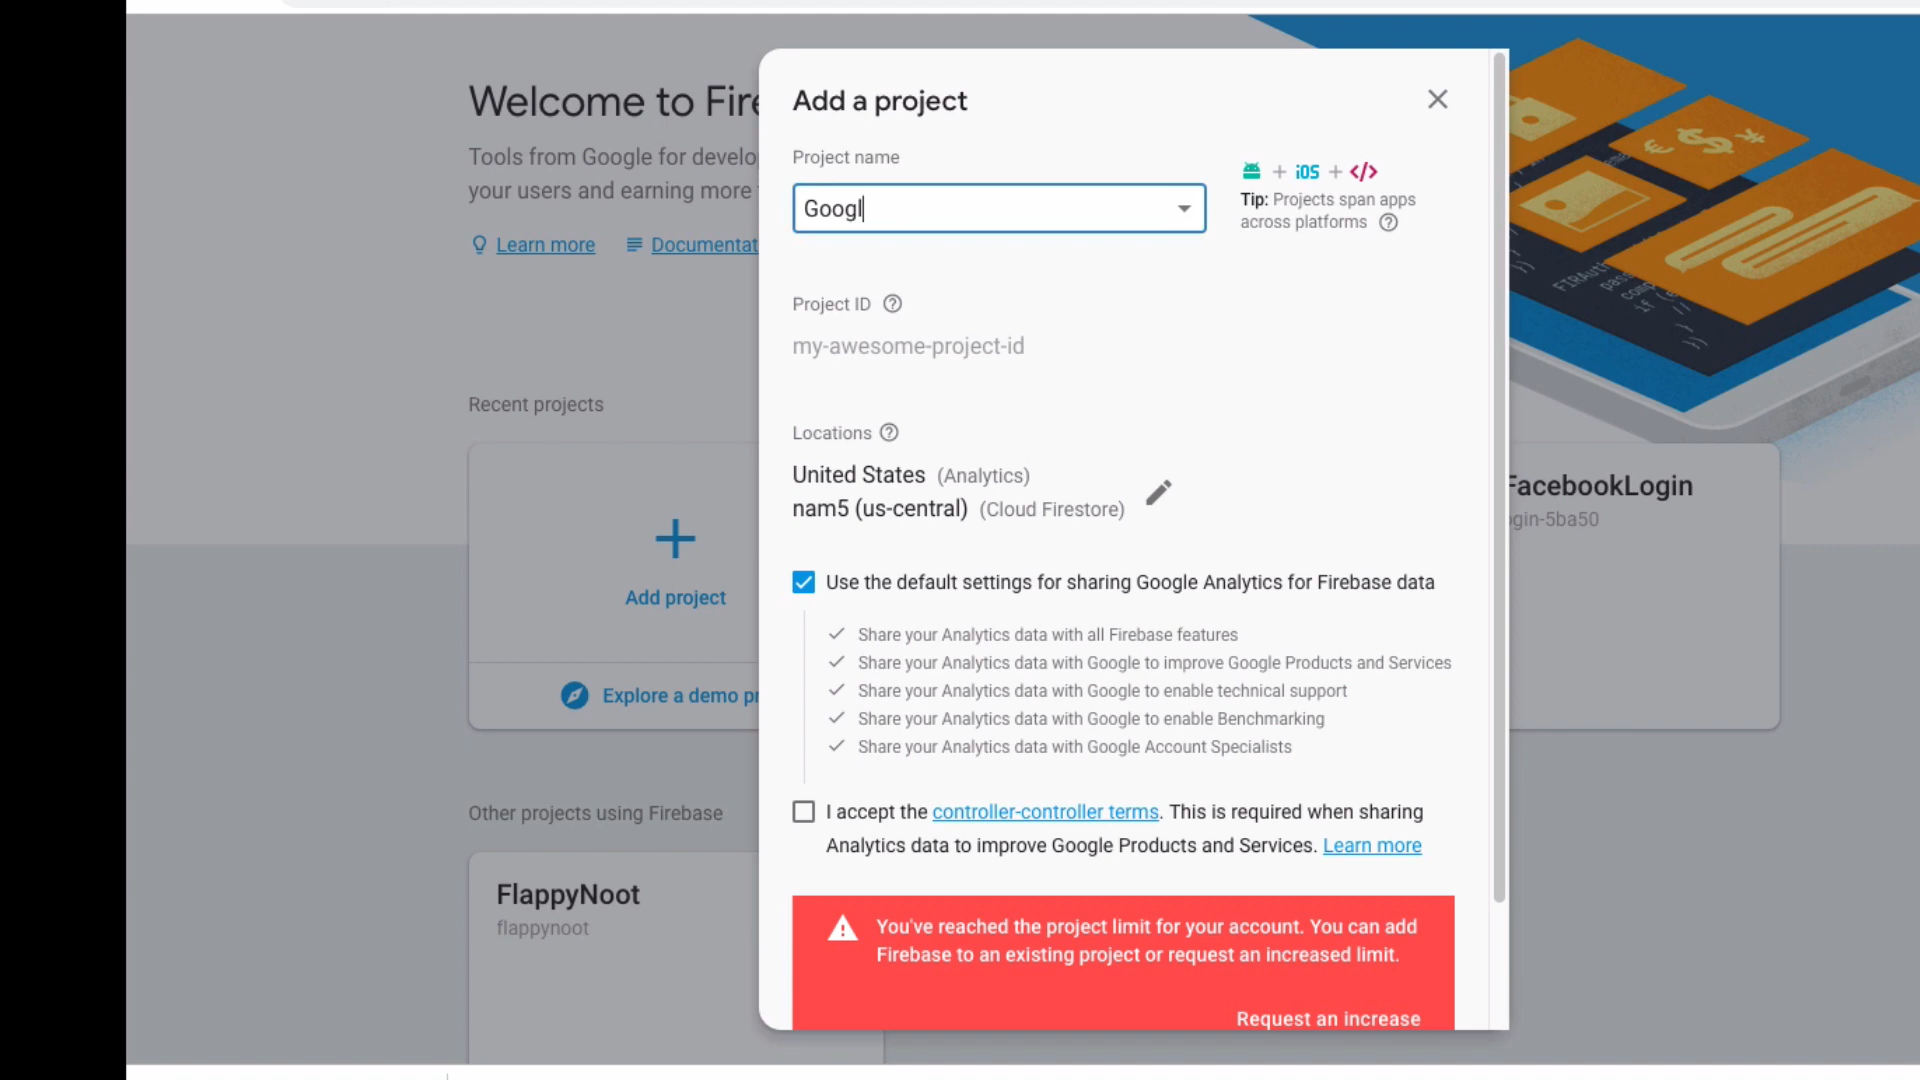 Welcome to Fire
Tools from Google for develo
your users and earning more
Learn more
Documentat
Recent projects
Add project
Explore a demo pr
Other projects using Firebase
FlappyNoot
flappynoot
Add a project
Project name
Googl
+ iOS + </>
Tip: Projects span apps
across platforms
Project ID
my-awesome-project-id
Locations
United States (Analytics)
nam5 (us-central) (Cloud Firestore)
Use the default settings for sharing Google Analytics for Firebase data
Share your Analytics data with all Firebase features
Share your Analytics data with Google to improve Google Products and Services
Share your Analytics data with Google to enable technical support
Share your Analytics data with Google to enable Benchmarking
Share your Analytics data with Google Account Specialists
I accept the controller-controller terms. This is required when sharing
Analytics data to improve Google Products and Services. Learn more
You've reached the project limit for your account. You can add
Firebase to an existing project or request an increased limit.
Request an increase
FacebookLogin
gin-5ba50